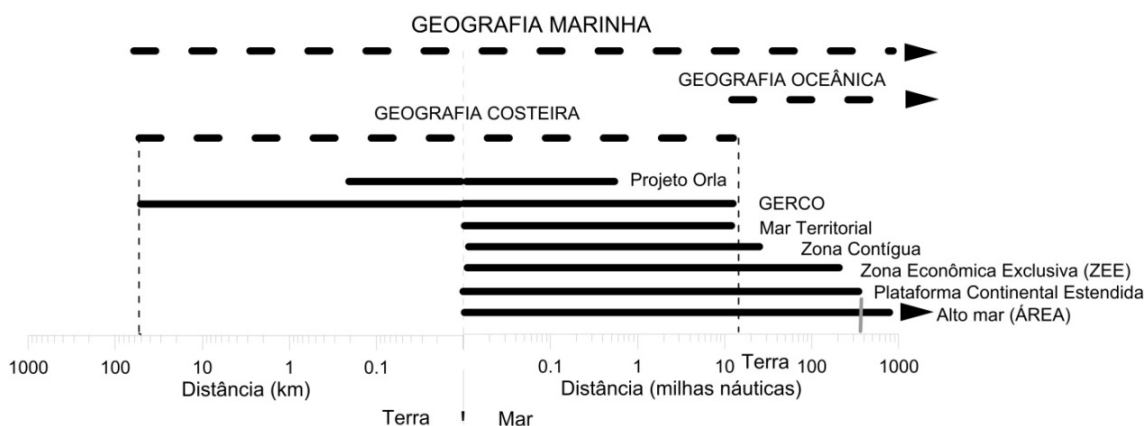 GEOGRAFIA MARINHA
GEOGRAFIA OCEÂNICA
GEOGRAFIA COSTEIRA
Projeto Orla
GERCO
Mar Territorial
Zona Contígua
Zona Econômica Exclusiva (ZEE)
Plataforma Continental Estendida
Alto mar (ÁREA)
1000 100 10 1 0.1 0.1 1 10 Terra 100 1000
Distância (km) Distância (milhas náuticas)
Terra Mar